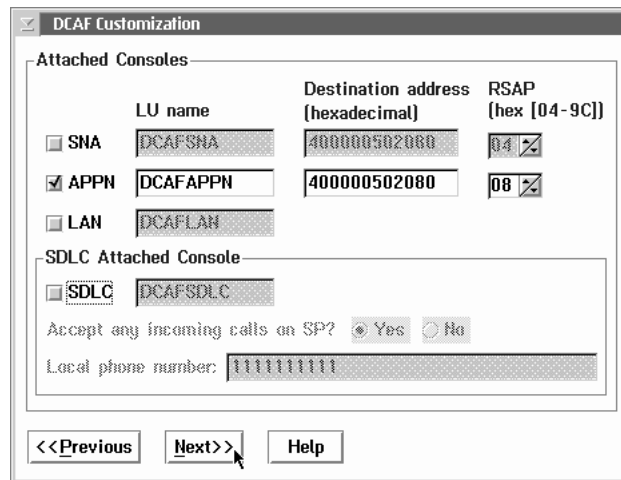 DCAF Customization
Attached Consoles
LU name
Destination address (hexadecimal)
RSAP (hex [04-9C])
SNA DCAFSNA 400000502080 04
APPN DCAFAPPN 400000502080 08
LAN DCAFLAN
SDLC Attached Console
SDLC DCAFSDLC
Accept any incoming calls on SP? Yes No
Local phone number: 1111111111
<<Previous Next>> Help